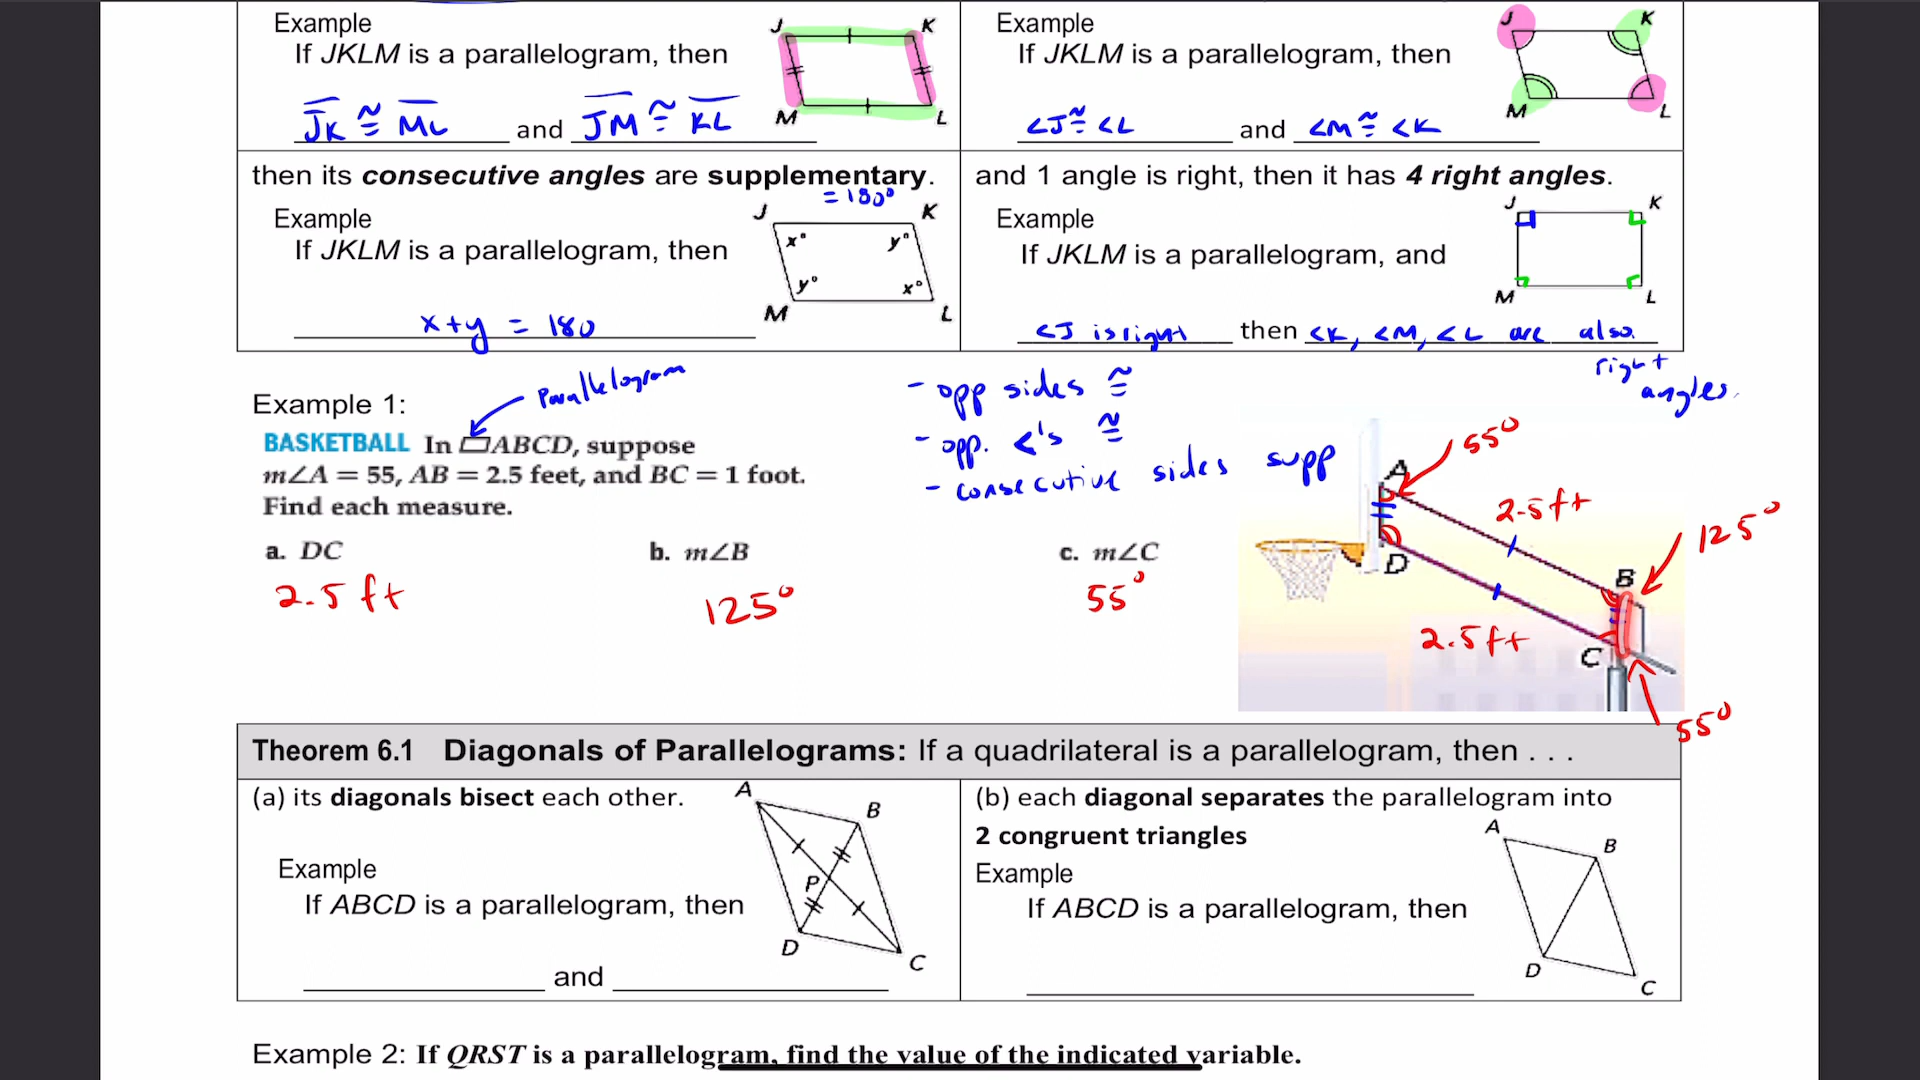 Example
If JKLM is a parallelogram, then
JK ≅ ML and JM ≅ KL
J K M L
Example
If JKLM is a parallelogram, then
<J ≅ <L and <M ≅ <K
J K M L
then its consecutive angles are supplementary.
= 180°
Example
If JKLM is a parallelogram, then
x+y = 180
J K
x° y°
y° x°
M L
and 1 angle is right, then it has 4 right angles.
Example
If JKLM is a parallelogram, and
<J is right then <K, <M, <L are also
right
angles.
J K
M L
Example 1:
Parallelogram
BASKETBALL In ▱ABCD, suppose
m∠A = 55, AB = 2.5 feet, and BC = 1 foot.
Find each measure.
- opp sides ≅
- opp. <'s ≅
- consecutive sides supp
a. DC b. m∠B c. m∠C
2.5 ft 125° 55°
A 55°
2.5 ft
125°
D
B
2.5 ft
C
55°
Theorem 6.1 Diagonals of Parallelograms: If a quadrilateral is a parallelogram, then . . .
(a) its diagonals bisect each other.
Example
If ABCD is a parallelogram, then
and
A
B
P
D
C
(b) each diagonal separates the parallelogram into
2 congruent triangles
Example
If ABCD is a parallelogram, then
A
B
D
C
Example 2: If QRST is a parallelogram, find the value of the indicated variable.